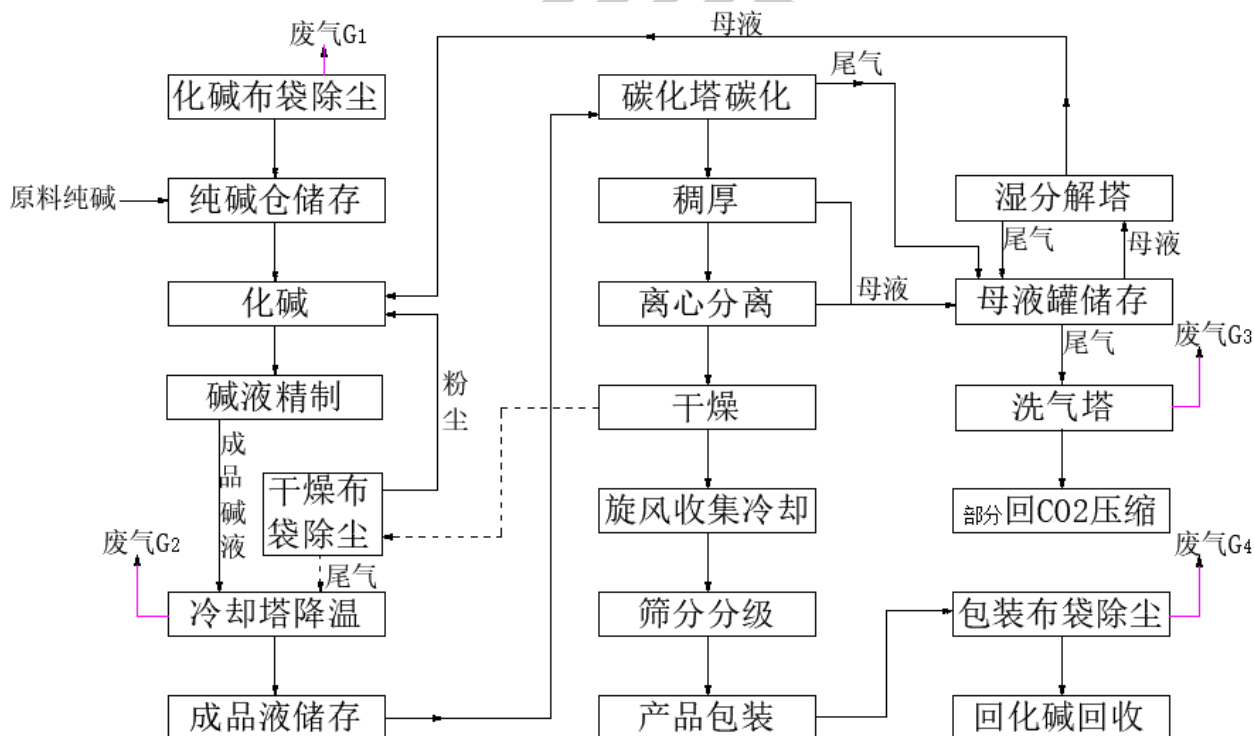 母液
废气G1
尾气
化碱布袋除尘
碳化塔碳化
原料纯碱
纯碱仓储存
稠厚
湿分解塔
尾气
母液
化碱
离心分离
母液
母液罐储存
尾气
废气G3
碱液精制
粉尘
干燥
洗气塔
成品碱液
干燥布
袋除尘
旋风收集冷却
部分回CO2压缩
废气G2
尾气
废气G4
冷却塔降温
筛分分级
包装布袋除尘
成品液储存
产品包装
回化碱回收